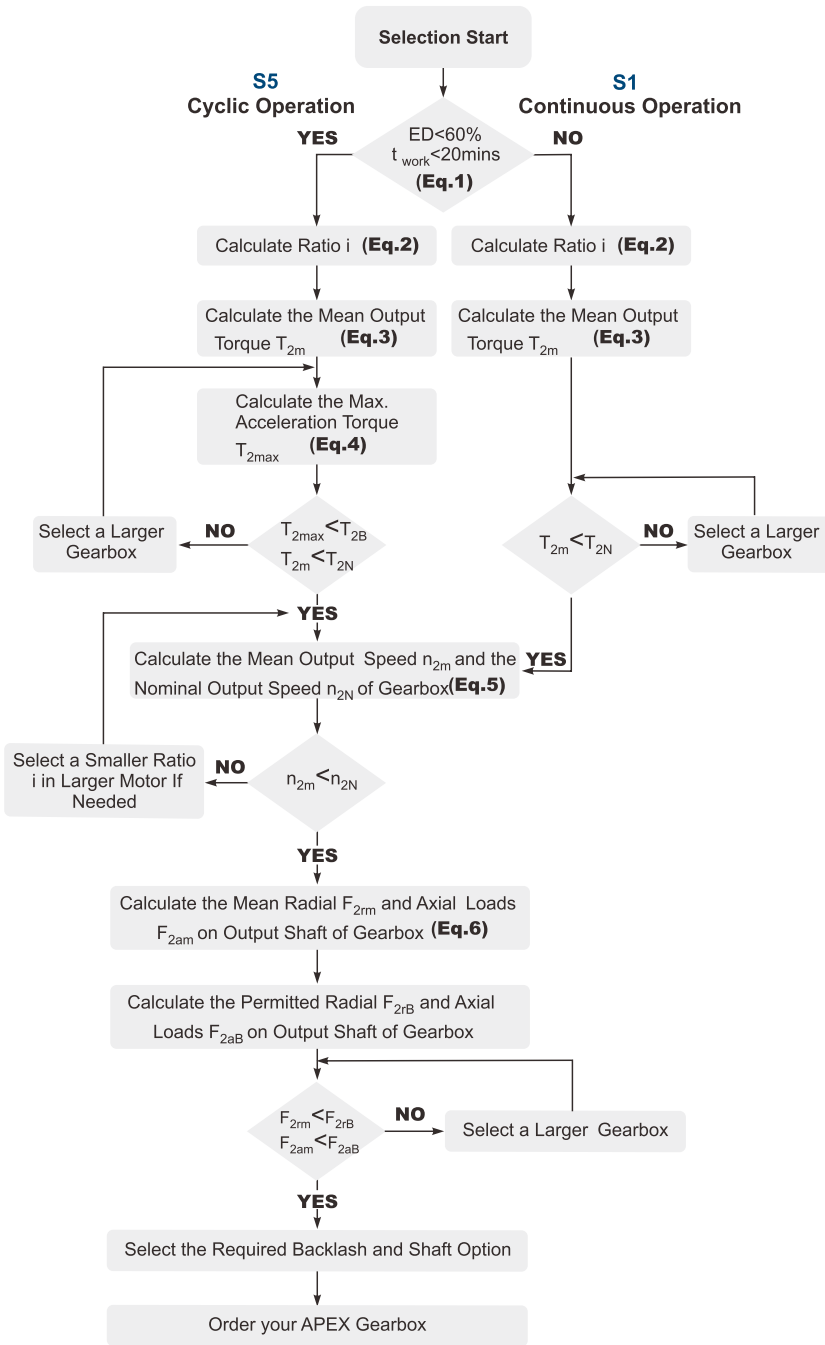 Selection Start
S5
Cyclic Operation
S1
Continuous Operation
YES
ED<60%
t work<20mins
(Eq.1)
NO
Calculate Ratio i (Eq.2)
Calculate Ratio i (Eq.2)
Calculate the Mean Output
Torque T2m (Eq.3)
Calculate the Mean Output
Torque T2m (Eq.3)
Calculate the Max.
Acceleration Torque
T2max (Eq.4)
Select a Larger
Gearbox
NO
T2max<T2B
T2m<T2N
T2m<T2N
NO
Select a Larger
Gearbox
YES
Calculate the Mean Output Speed n2m and the
Nominal Output Speed n2N of Gearbox(Eq.5)
YES
Select a Smaller Ratio
i in Larger Motor If
Needed
NO
n2m<n2N
YES
Calculate the Mean Radial F2rm and Axial Loads
F2am on Output Shaft of Gearbox (Eq.6)
Calculate the Permitted Radial F2rB and Axial
Loads F2aB on Output Shaft of Gearbox
F2rm<F2rB
F2am<F2aB
NO
Select a Larger Gearbox
YES
Select the Required Backlash and Shaft Option
Order your APEX Gearbox